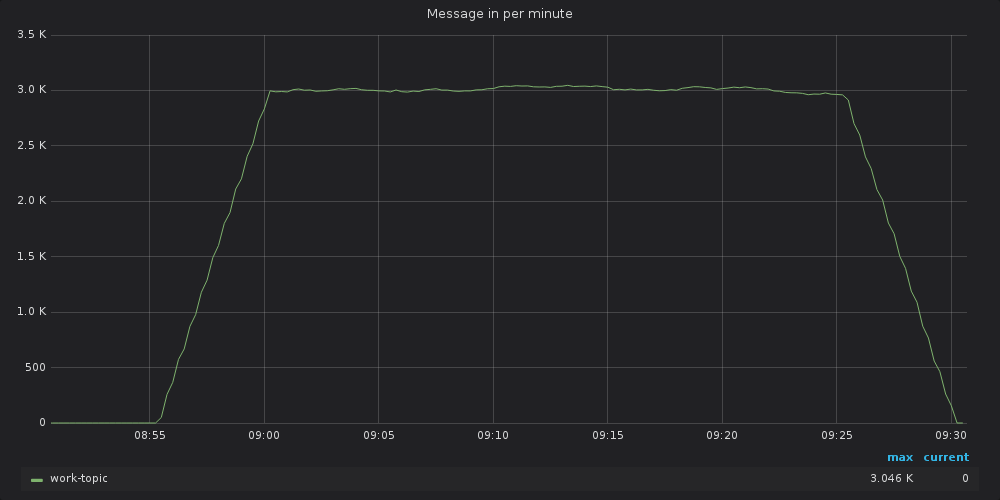 Message in per minute
3.5 K
3.0 K
2.5 K
2.0 K
1.5 K
1.0 K
500
0
08:55 09:00 09:05 09:10 09:15 09:20 09:25 09:30
max current
work-topic 3.046 K 0